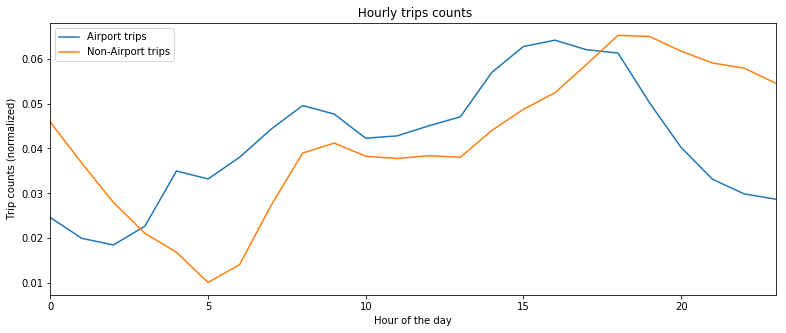 Hourly trips counts
Airport trips
Non-Airport trips
Trip counts (normalized)
0.06
0.05
0.04
0.03
0.02
0.01
0
5
10
15
20
Hour of the day